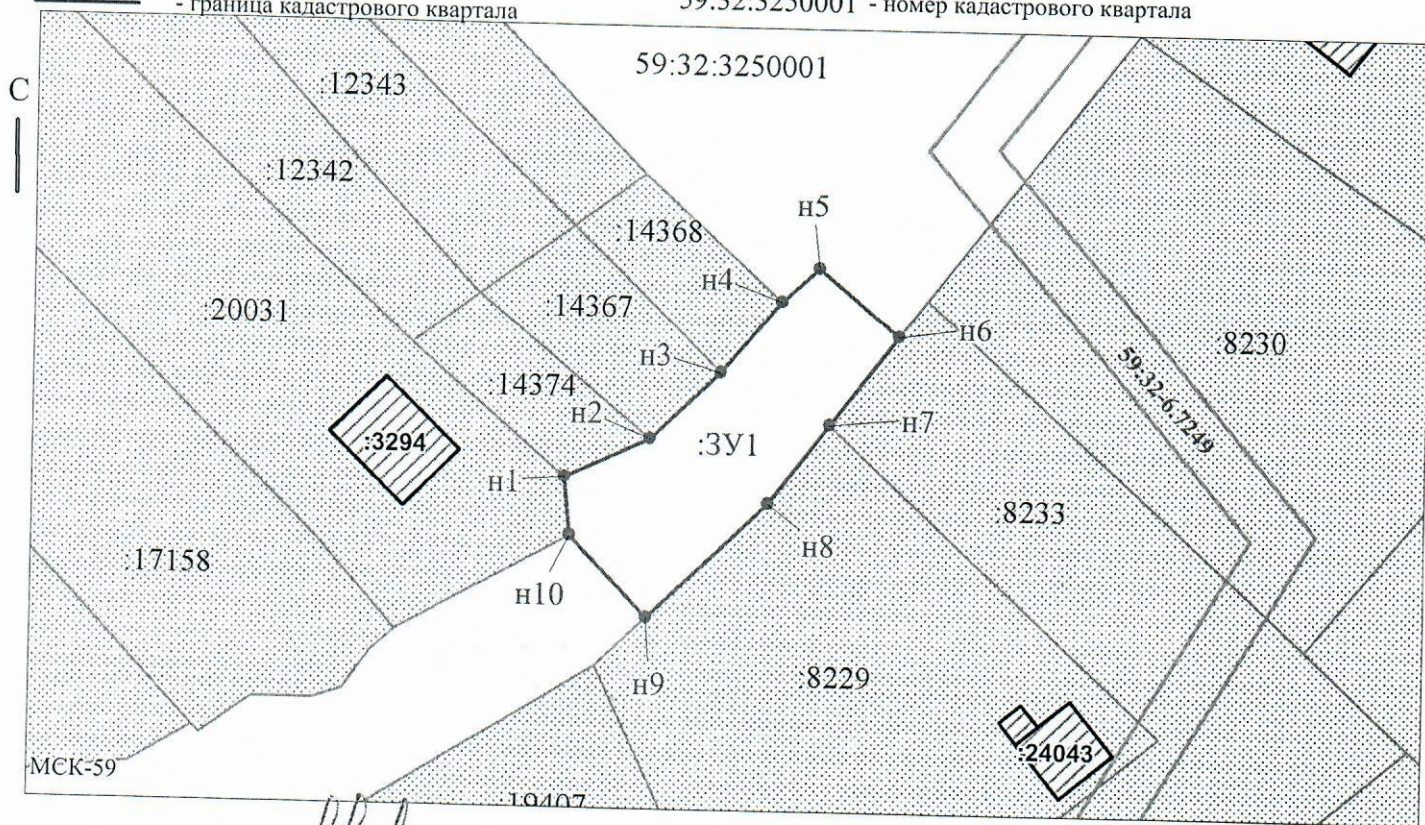 - граница кадастрового квартала
59:32:3250001 - номер кадастрового квартала
59:32:3250001
С
:12343
:12342
н5
:14368
н4
:14367
:20031
н6
:8230
н3
:14374
н2
59:32-6.7249
:3294
н7
:ЗУ1
н1
:8233
н8
:17158
н10
:8229
н9
:24043
МСК-59
19407